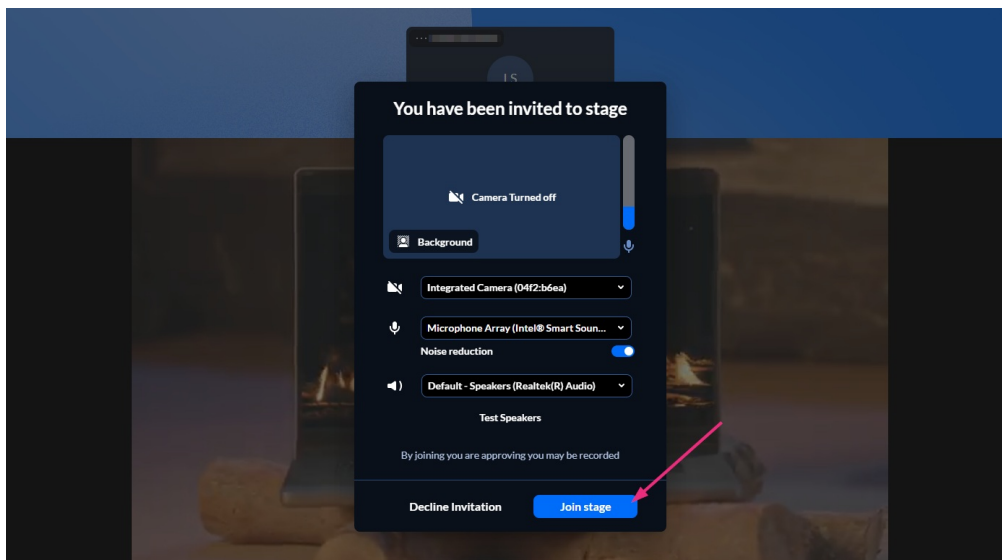 LS
You have been invited to stage
Camera Turned off
Background
Integrated Camera (04f2:b6ea)
Microphone Array (Intel® Smart Soun...
Noise reduction
Default - Speakers (Realtek(R) Audio)
Test Speakers
By joining you are approving you may be recorded
Decline Invitation
Join stage